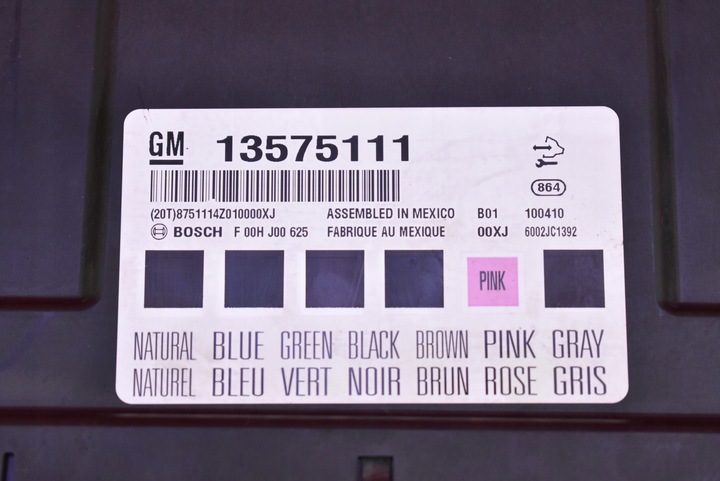 GM 13575111
864
(20T)8751114Z010000XJ ASSEMBLED IN MEXICO B01 100410
BOSCH F 00H J00 625 FABRIQUE AU MEXIQUE 00XJ 6002JC1392
PINK
NATURAL BLUE GREEN BLACK BROWN PINK GRAY
NATUREL BLEU VERT NOIR BRUN ROSE GRIS